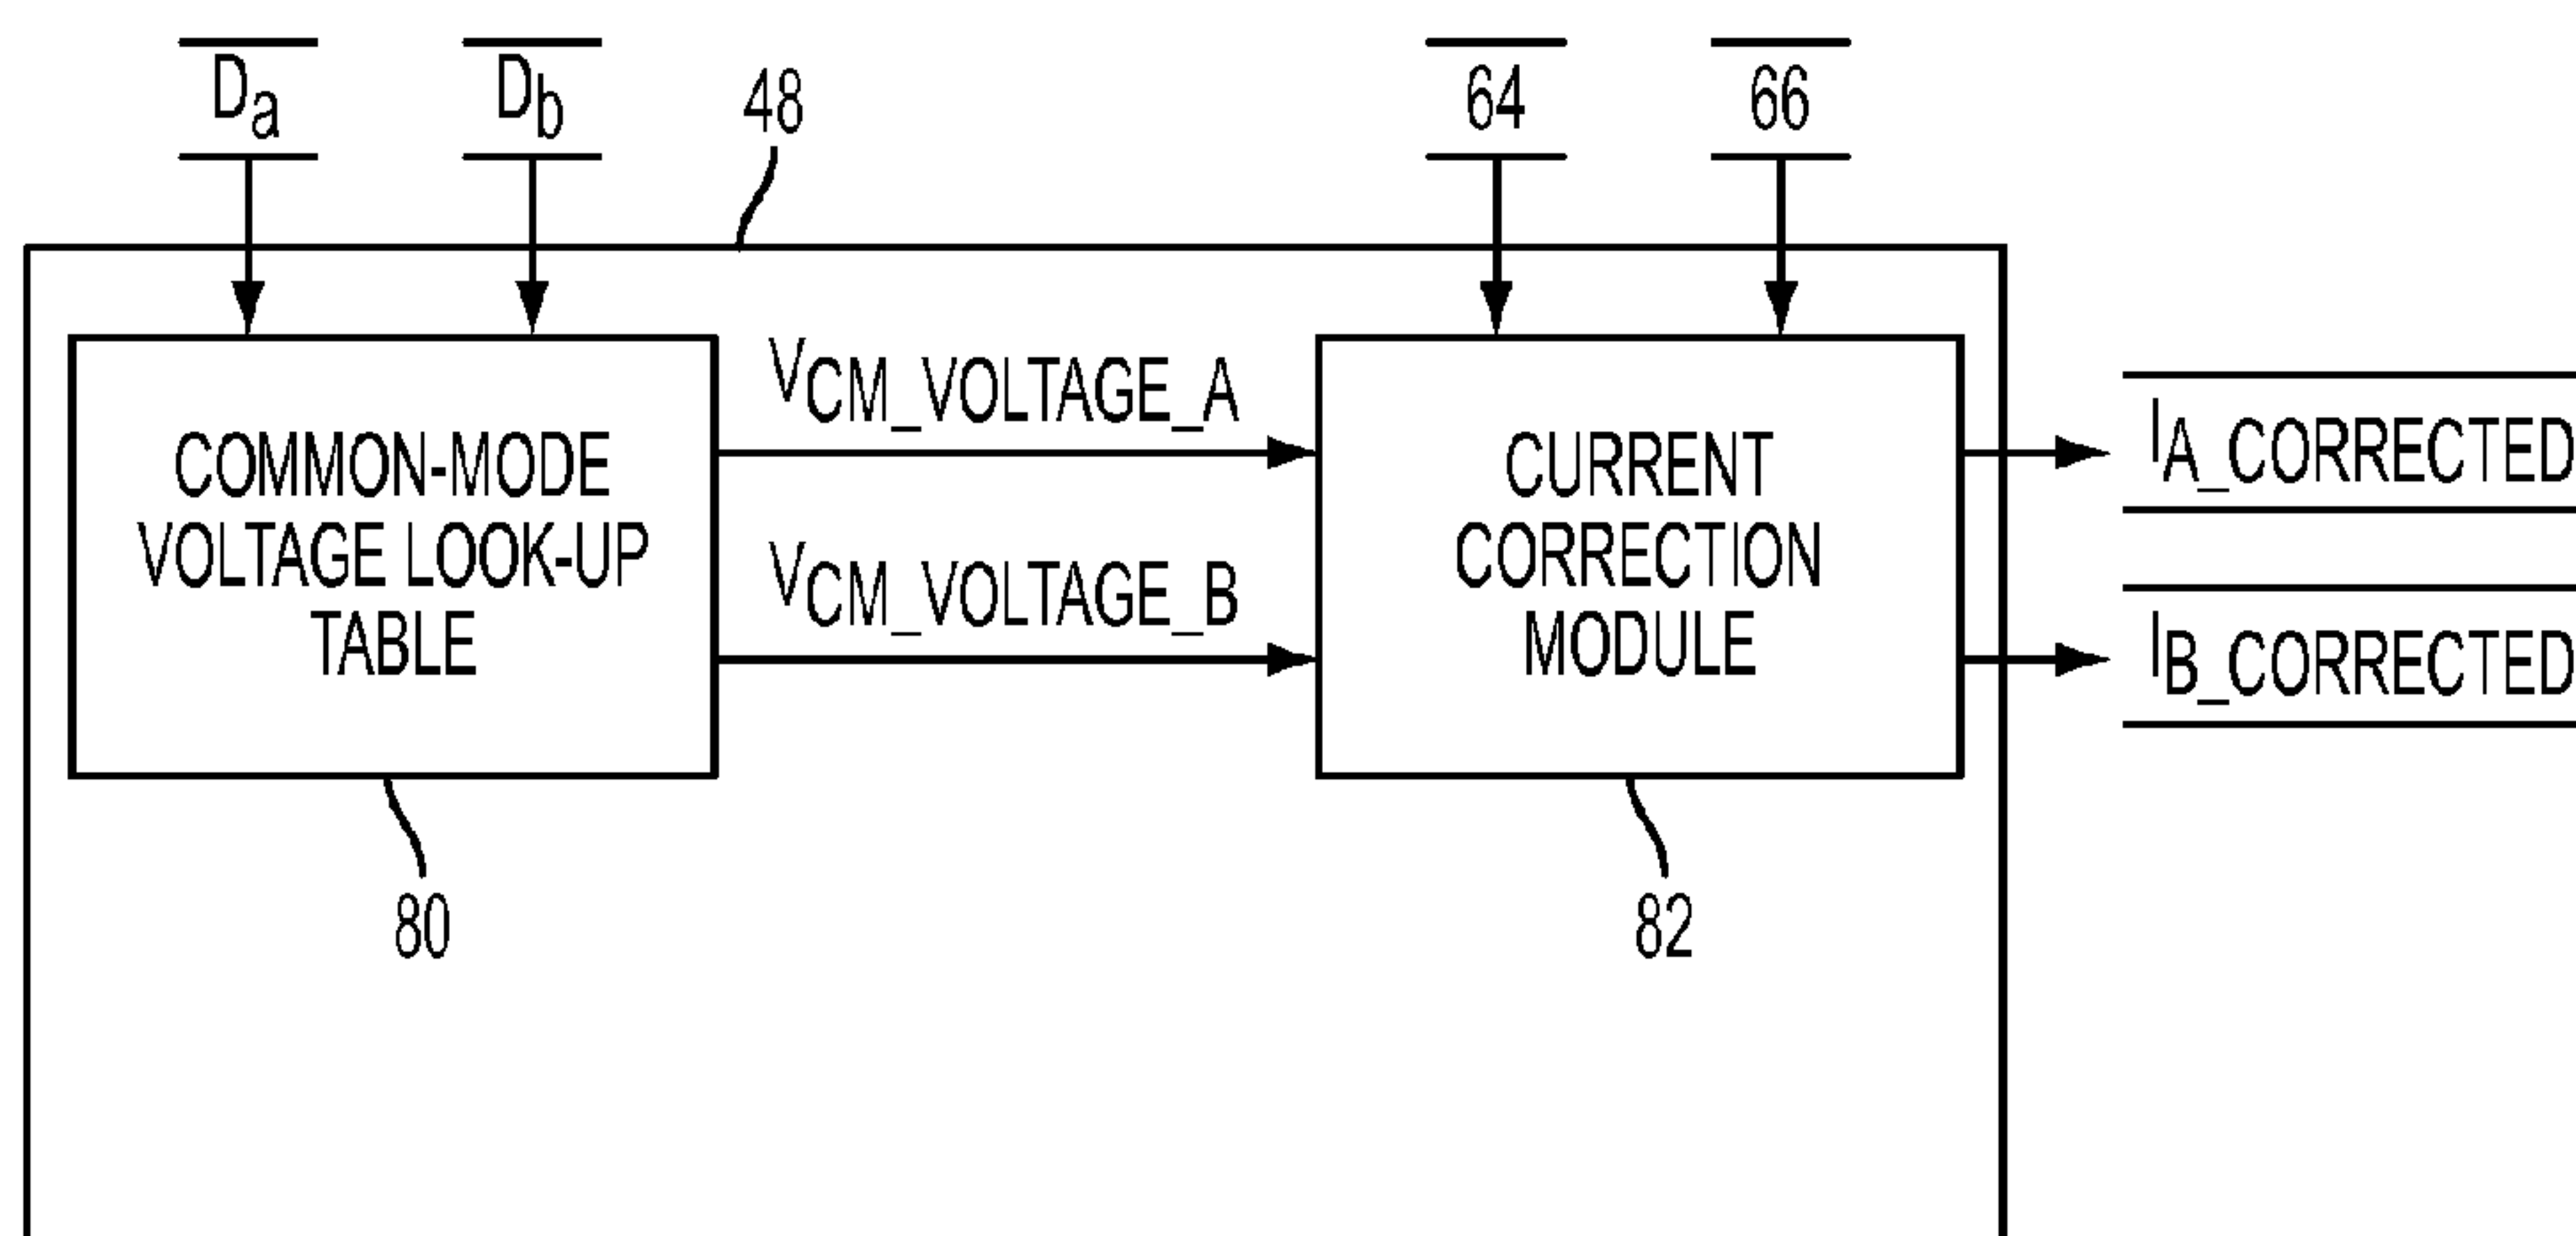 Da
Db
48
64
66
VCM_VOLTAGE_A
COMMON-MODE
VOLTAGE LOOK-UP
TABLE
VCM_VOLTAGE_B
CURRENT
CORRECTION
MODULE
IA_CORRECTED
IB_CORRECTED
80
82